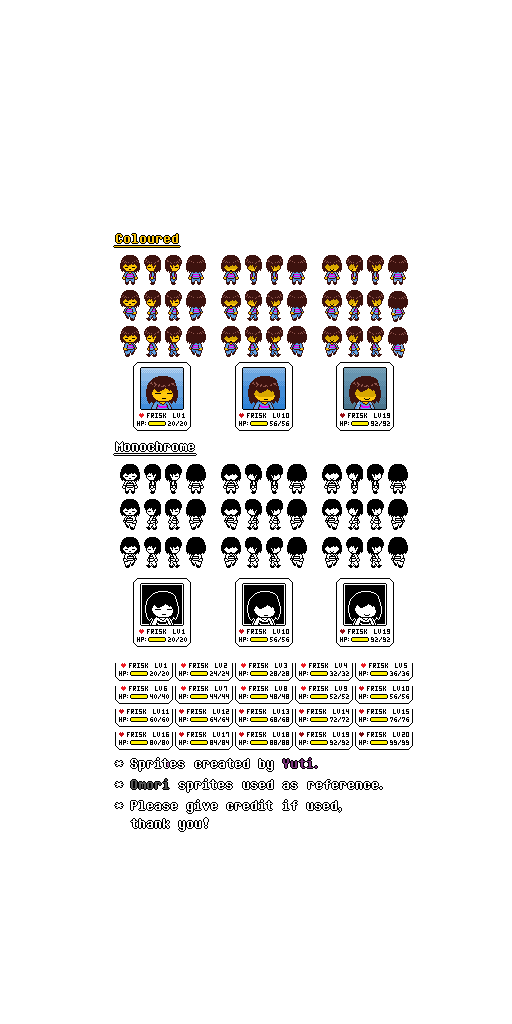 Coloured
FRISK LV1 FRISK LV10 FRISK LV19
HP: 20/20 HP: 56/56 HP: 92/92
Monochrome
FRISK LV1 FRISK LV10 FRISK LV19
HP: 20/20 HP: 56/56 HP: 92/92
FRISK LV1 FRISK LV2 FRISK LV3 FRISK LV4 FRISK LV5
HP: 20/20 HP: 24/24 HP: 28/28 HP: 32/32 HP: 36/36
FRISK LV6 FRISK LV7 FRISK LV8 FRISK LV9 FRISK LV10
HP: 40/40 HP: 44/44 HP: 48/48 HP: 52/52 HP: 56/56
FRISK LV11 FRISK LV12 FRISK LV13 FRISK LV14 FRISK LV15
HP: 60/60 HP: 64/64 HP: 68/68 HP: 72/72 HP: 76/76
FRISK LV16 FRISK LV17 FRISK LV18 FRISK LV19 FRISK LV20
HP: 80/80 HP: 84/84 HP: 88/88 HP: 92/92 HP: 99/99
* Sprites created by Yuti.
* Omori sprites used as reference.
* Please give credit if used,
thank you!